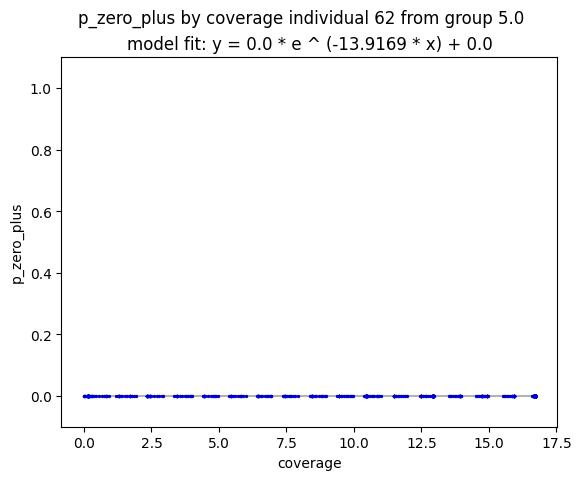 p_zero_plus by coverage individual 62 from group 5.0
model fit: y = 0.0 * e ^ (-13.9169 * x) + 0.0
1.0
0.8
0.6
0.4
0.2
0.0
p_zero_plus
0.0 2.5 5.0 7.5 10.0 12.5 15.0 17.5
coverage